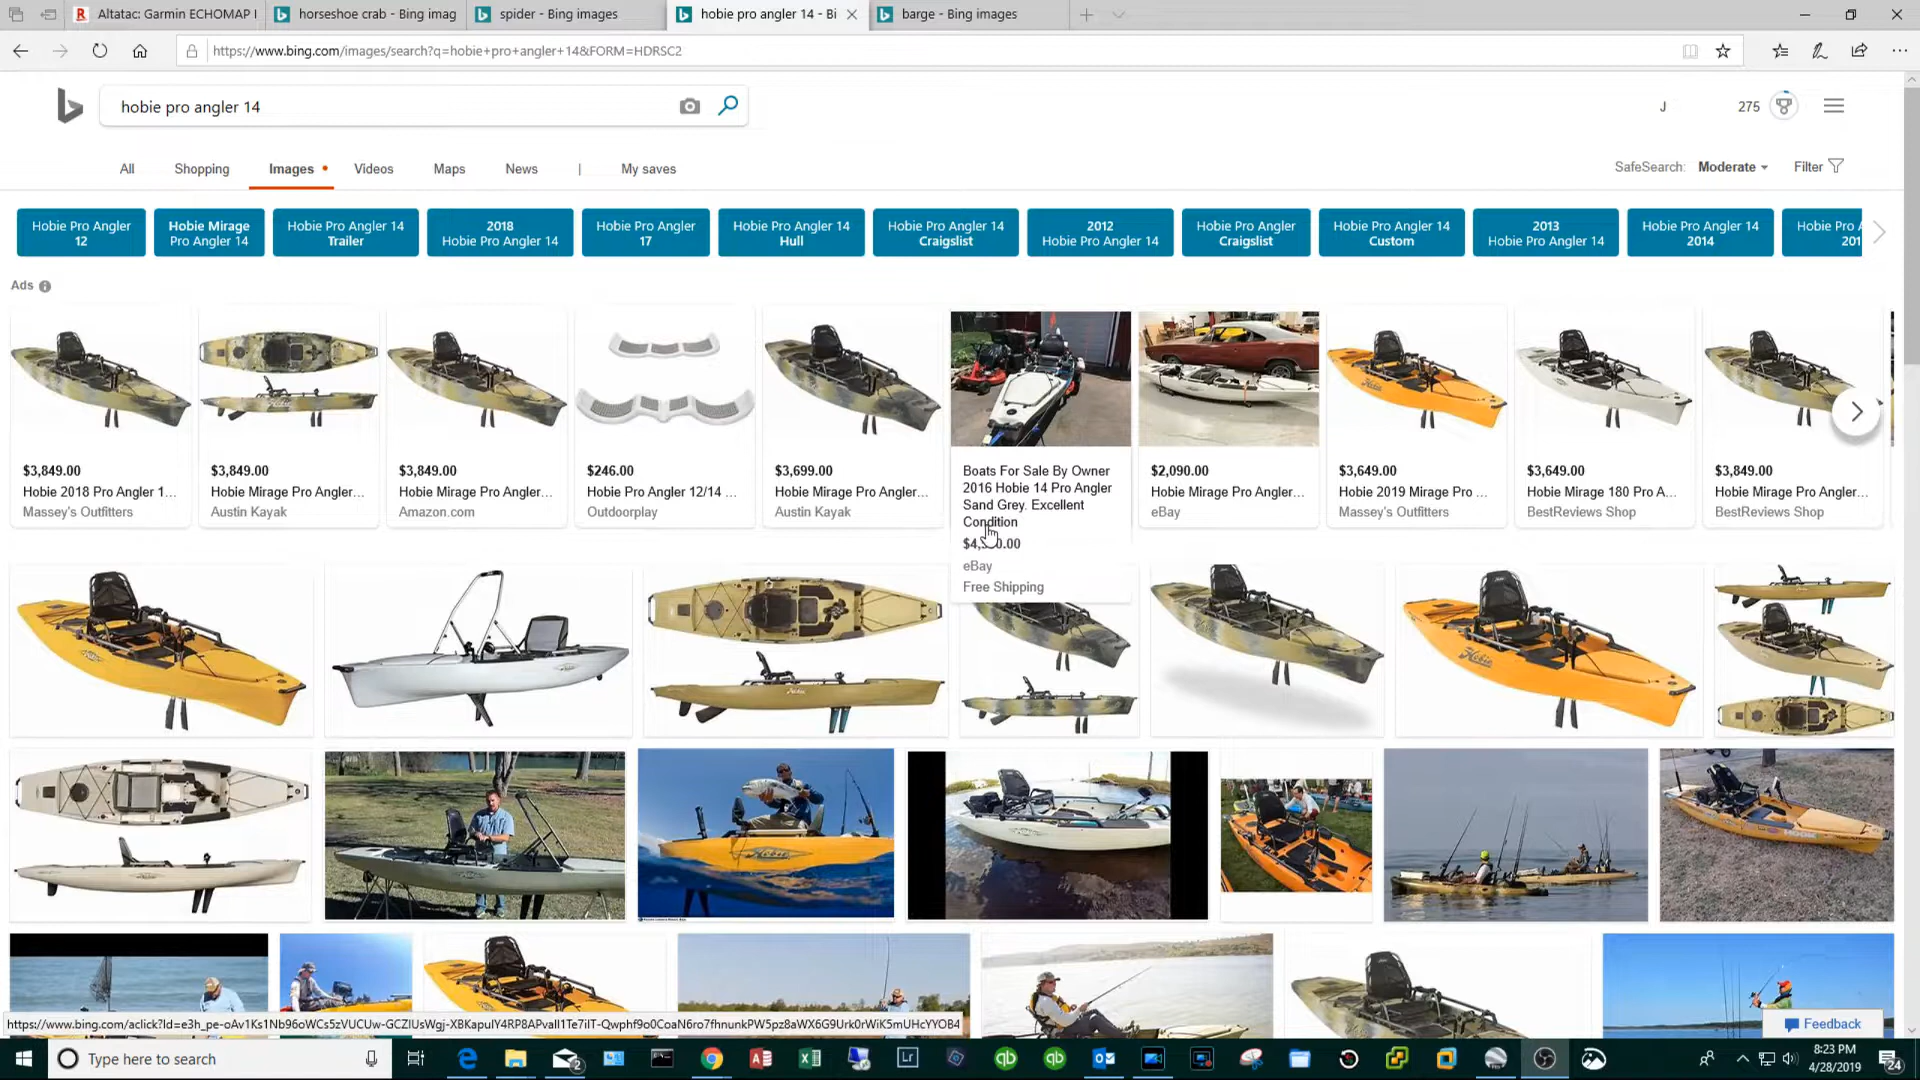 Altatac: Garmin ECHOMAP
horseshoe crab - Bing imag
spider - Bing images
hobie pro angler 14 - Bi
barge - Bing images
https://www.bing.com/images/search?q=hobie+pro+angler+14&FORM=HDRSC2
hobie pro angler 14
J
275
All
Shopping
Images
Videos
Maps
News
|
My saves
SafeSearch:
Moderate
Filter
Hobie Pro Angler
12
Hobie Mirage
Pro Angler 14
Hobie Pro Angler 14
Trailer
2018
Hobie Pro Angler 14
Hobie Pro Angler
17
Hobie Pro Angler 14
Hull
Hobie Pro Angler 14
Craigslist
2012
Hobie Pro Angler 14
Hobie Pro Angler
Craigslist
Hobie Pro Angler 14
Custom
2013
Hobie Pro Angler 14
Hobie Pro Angler 14
2014
Hobie Pro
201
Ads
$3,849.00
Hobie 2018 Pro Angler 1...
Massey's Outfitters
$3,849.00
Hobie Mirage Pro Angler...
Austin Kayak
$3,849.00
Hobie Mirage Pro Angler...
Amazon.com
$246.00
Hobie Pro Angler 12/14 ...
Outdoorplay
$3,699.00
Hobie Mirage Pro Angler...
Austin Kayak
Boats For Sale By Owner
2016 Hobie 14 Pro Angler
Sand Grey. Excellent
Condition
eBay
Free Shipping
$2,090.00
Hobie Mirage Pro Angler...
eBay
$3,649.00
Hobie 2019 Mirage Pro ...
Massey's Outfitters
$3,649.00
Hobie Mirage 180 Pro A...
BestReviews Shop
$3,849.00
Hobie Mirage Pro Angler...
BestReviews Shop
Hobie
Hobie
Feedback
Type here to search
2
Lr
qb
qb
8:23 PM
4/28/2019
24